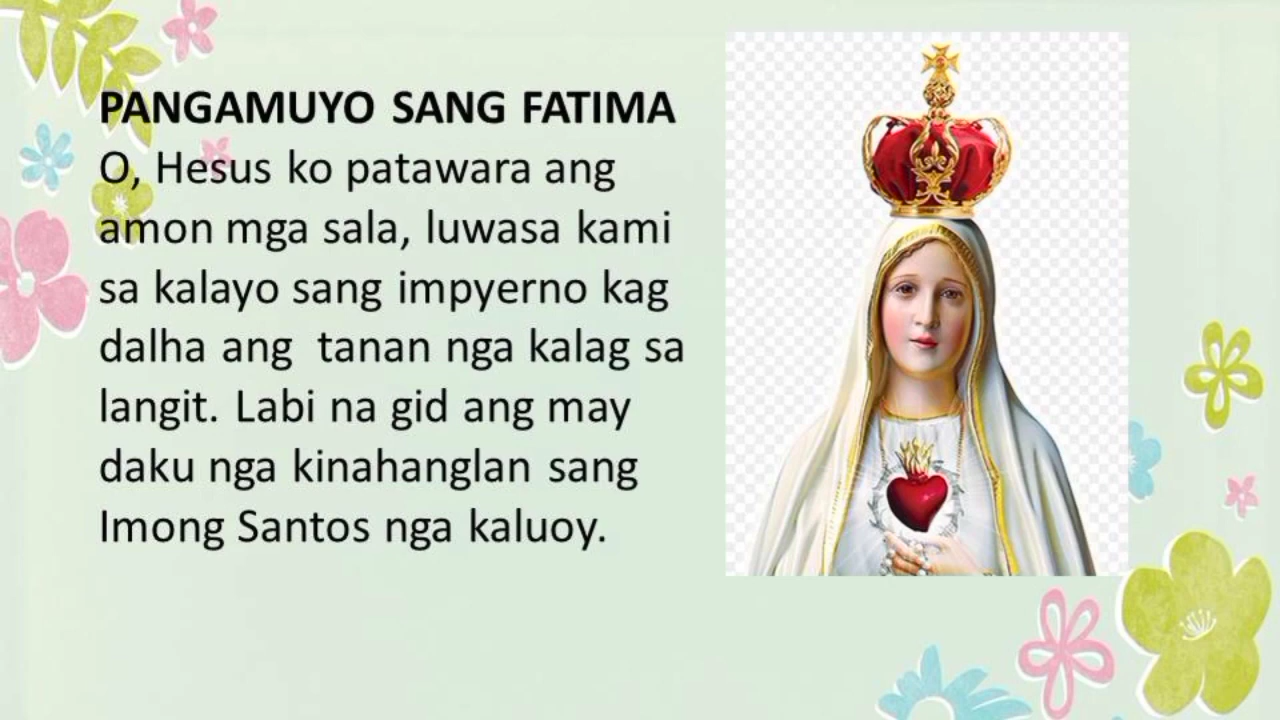 PANGAMUYO SANG FATIMA
O, Hesus ko patawara ang
amon mga sala, luwasa kami
sa kalayo sang impyerno kag
dalha ang  tanan nga kalag sa
langit. Labi na gid ang may
daku nga kinahanglan sang
Imong Santos nga kaluoy.